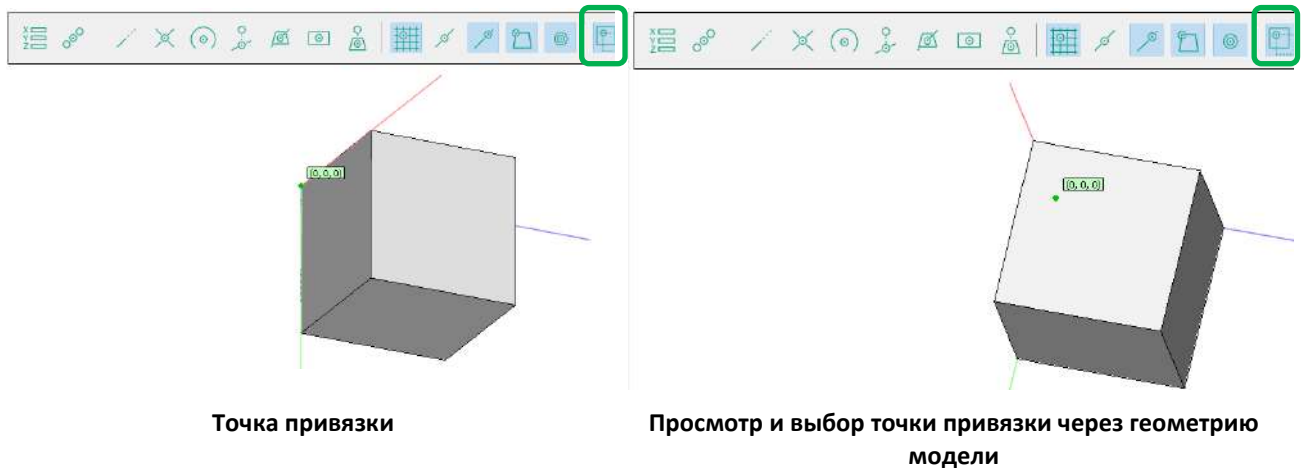 X
Y
Z
X
Y
Z
(0, 0, 0)
(0, 0, 0)
Точка привязки
Просмотр и выбор точки привязки через геометрию
модели